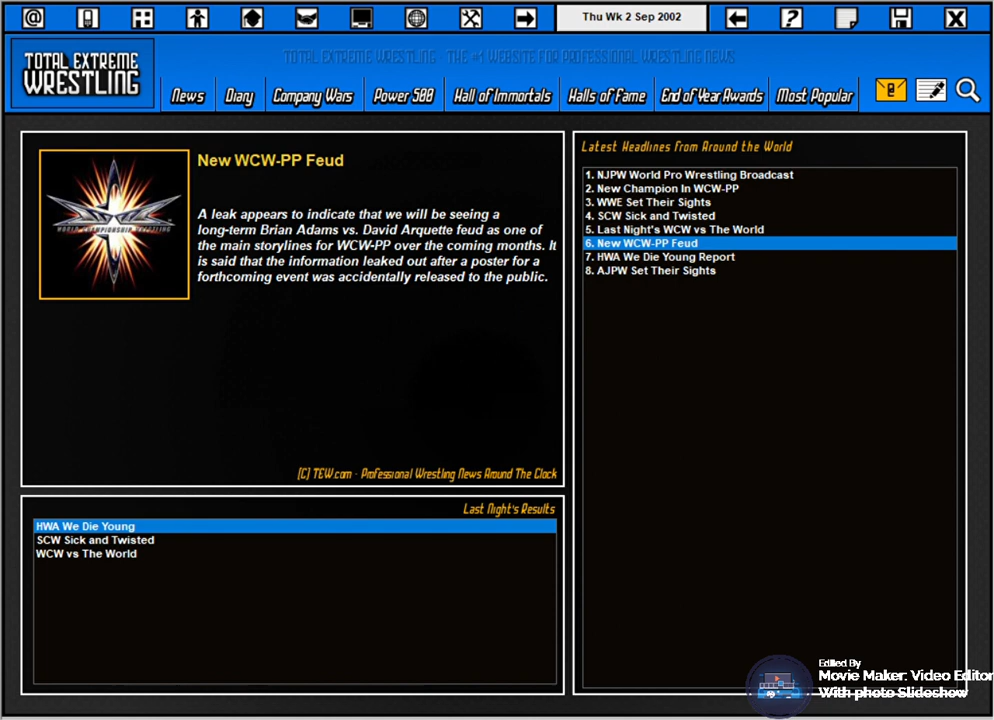 Thu Wk 2 Sep 2002
TOTAL EXTREME
WRESTLING
TOTAL EXTREME WRESTLING THE #1 WEBSITE FOR PROFESSIONAL WRESTLING NEWS
News
Diary
Company Wars
Power 500
Hall of Immortals
Halls of Fame
End of Year Awards
Most Popular
New WCW-PP Feud
WORLD CHAMPIONSHIP WRESTLING
A leak appears to indicate that we will be seeing a
long-term Brian Adams vs. David Arquette feud as one of
the main storylines for WCW-PP over the coming months. It
is said that the information leaked out after a poster for a
forthcoming event was accidentally released to the public.
(C) TEW.com - Professional Wrestling News Around The Clock
Last Night's Results
HWA We Die Young
SCW Sick and Twisted
WCW vs The World
Latest Headlines From Around the World
1. NJPW World Pro Wrestling Broadcast
2. New Champion In WCW-PP
3. WWE Set Their Sights
4. SCW Sick and Twisted
5. Last Night's WCW vs The World
6. New WCW-PP Feud
7. HWA We Die Young Report
8. AJPW Set Their Sights
Edited By
Movie Maker: Video Editor
With photo Slideshow